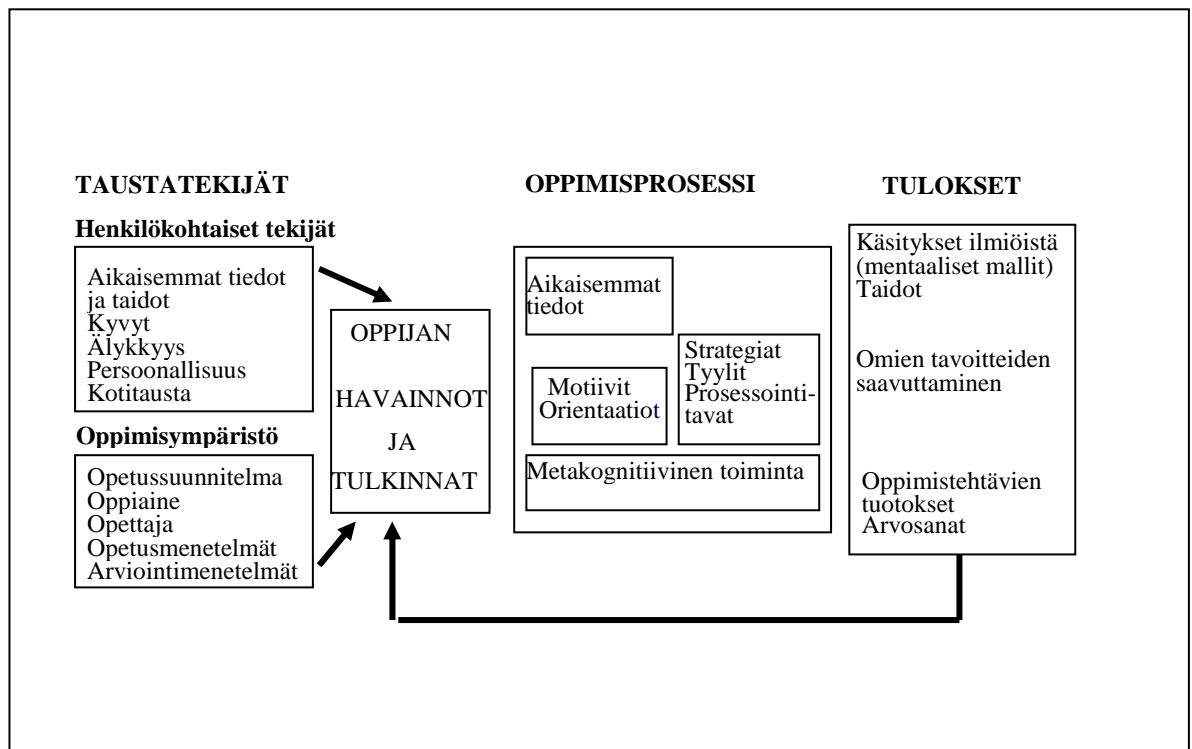 TAUSTATEKIJÄT
Henkilökohtaiset tekijät
Aikaisemmat tiedot
ja taidot
Kyvyt
Älykkyys
Persoonallisuus
Kotitausta
Oppimisympäristö
Opetussuunnitelma
Oppiaine
Opettaja
Opetusmenetelmät
Arviointimenetelmät
OPPIJAN
HAVAINNOT
JA
TULKINNAT
OPPIMISPROSESSI
Aikaisemmat
tiedot
Motiivit
Orientaatiot
Strategiat
Tyylit
Prosessointi-
tavat
Metakognitiivinen toiminta
TULOKSET
Käsitykset ilmiöistä
(mentaaliset mallit)
Taidot
Omien tavoitteiden
saavuttaminen
Oppimistehtävien
tuotokset
Arvosanat